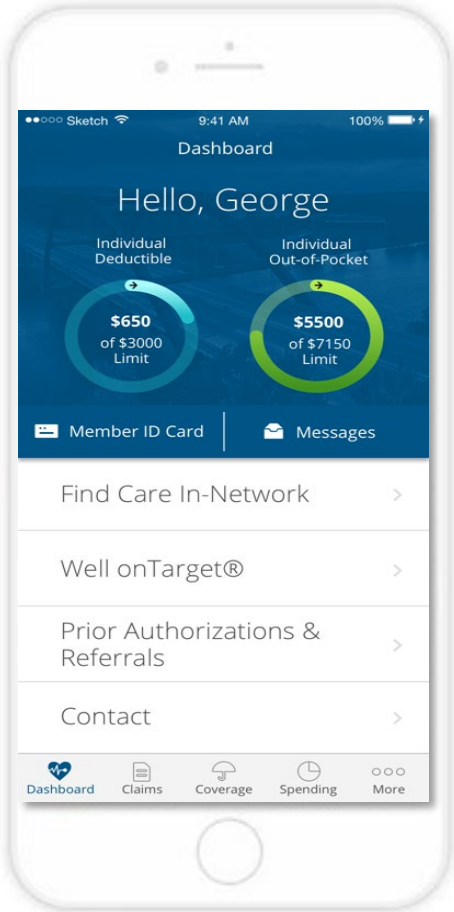 Sketch 9:41 AM 100%
Dashboard
Hello, George
Individual
Deductible
Individual
Out-of-Pocket
$650
of $3000
Limit
$5500
of $7150
Limit
Member ID Card
Messages
Find Care In-Network
Well onTarget®
Prior Authorizations &
Referrals
Contact
Dashboard Claims Coverage Spending More